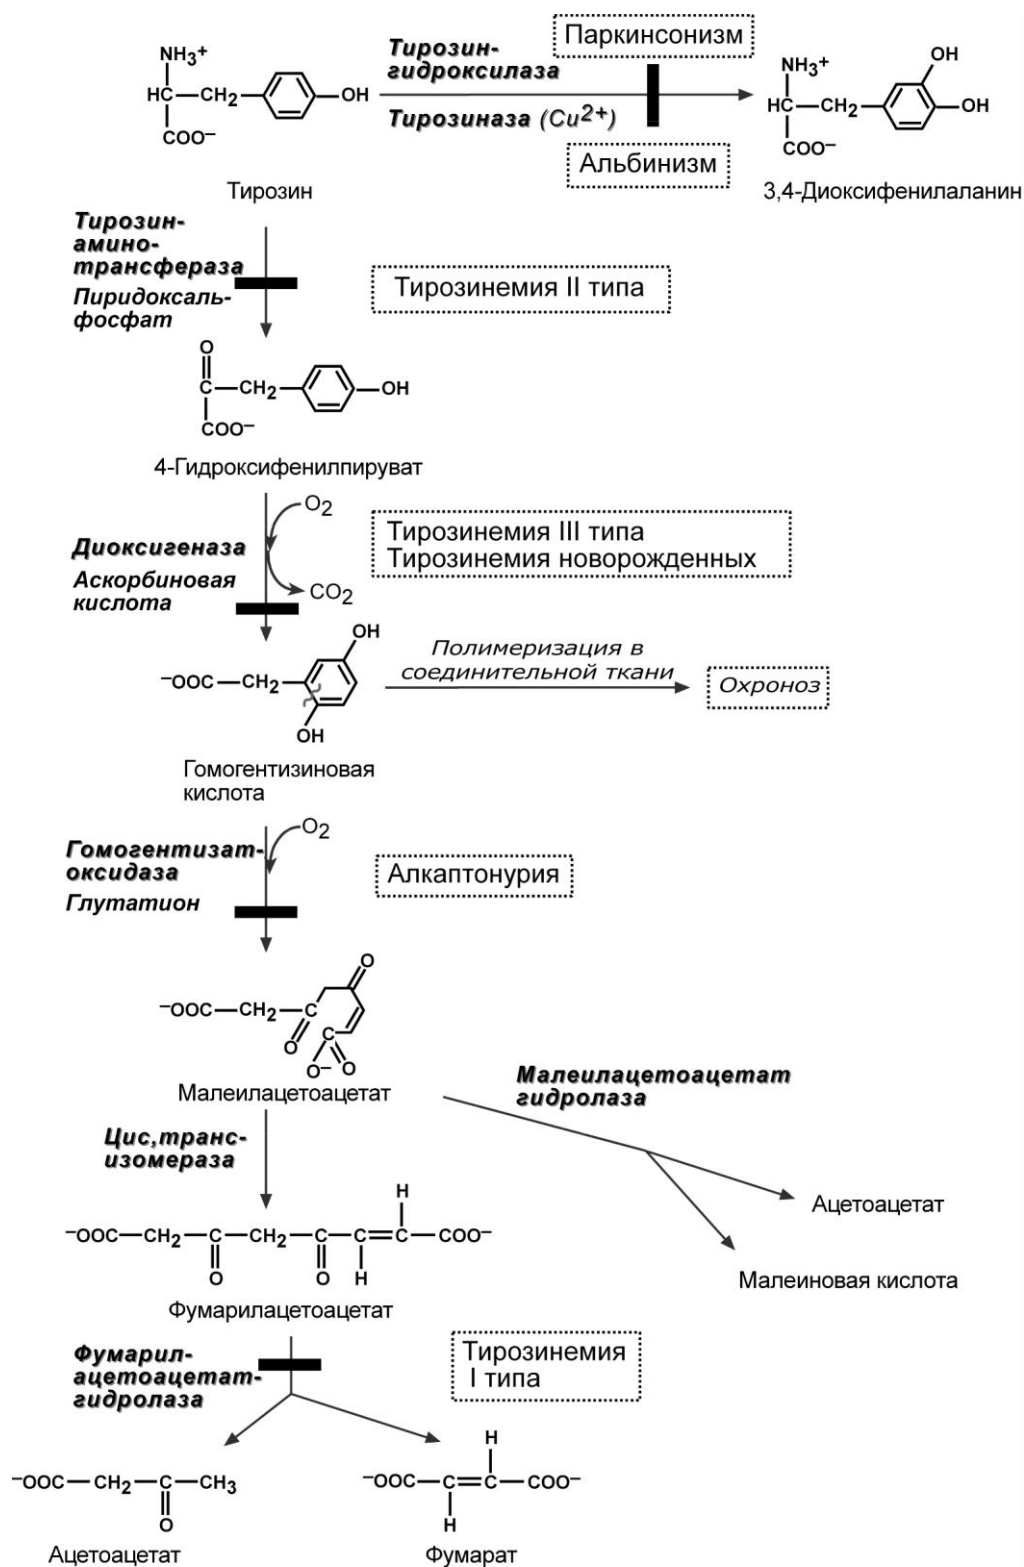 Паркинсонизм
Тирозин-
гидроксилаза
Тирозиназа (Cu2+)
Альбинизм
NH3+
HC—CH2— —OH
COO–
Тирозин
OH
NH3+
HC—CH2— —OH
COO–
3,4-Диоксифенилаланин
Тирозин-
амино-
трансфераза
Пиридоксаль-
фосфат
Тирозинемия II типа
O
C—CH2— —OH
COO–
4-Гидроксифенилпируват
O2
Диоксигеназа
Аскорбиновая
кислота
CO2
Тирозинемия III типа
Тирозинемия новорожденных
OH
–OOC—CH2
OH
Гомогентизиновая
кислота
Полимеризация в
соединительной ткани
Охроноз
O2
Гомогентизат-
оксидаза
Глутатион
Алкаптонурия
O
–OOC—CH2—C
O
C
O– O
Малеилацетоацетат
Малеилацетоацетат
гидролаза
Ацетоацетат
Малеиновая кислота
Цис,транс-
изомераза
H
–OOC—CH2—C—CH2—C—C=C—COO–
O O H
Фумарилацетоацетат
Фумарил-
ацетоацетат-
гидролаза
Тирозинемия
I типа
–OOC—CH2—C—CH3
O
Ацетоацетат
H
–OOC—C=C—COO–
H
Фумарат